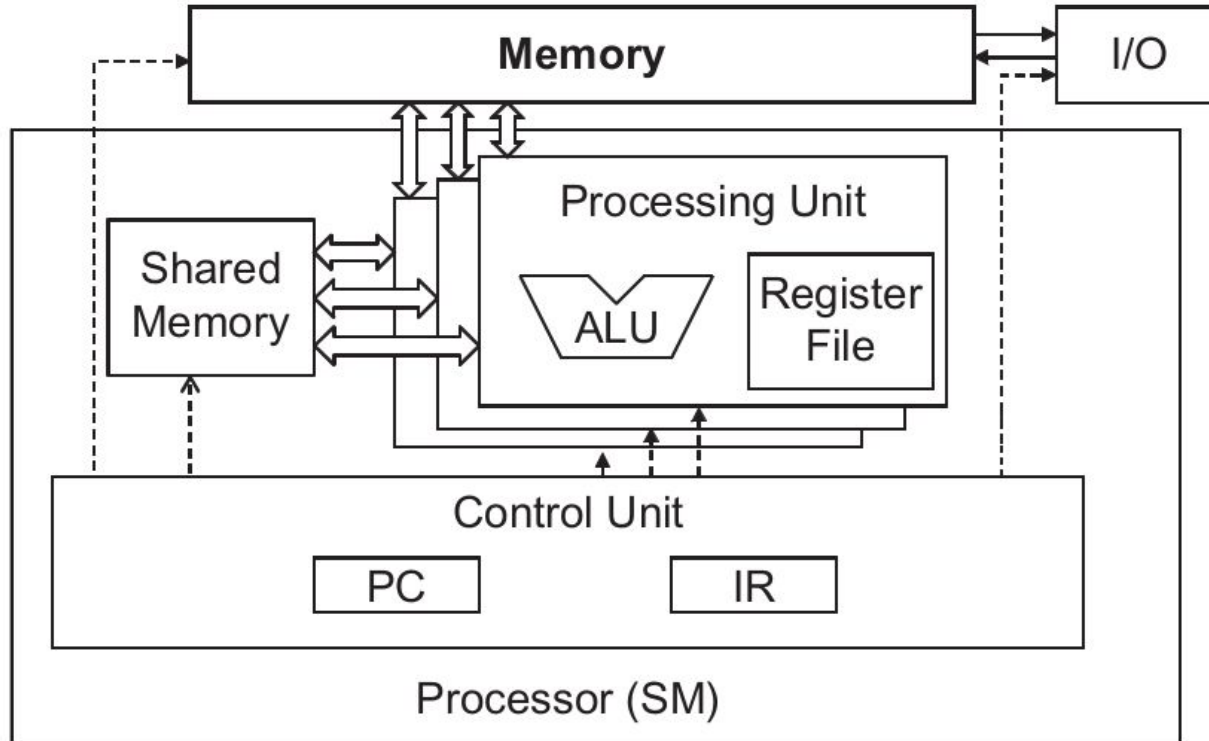 Memory
I/O
Processing Unit
Shared
Memory
ALU
Register
File
Control Unit
PC
IR
Processor (SM)